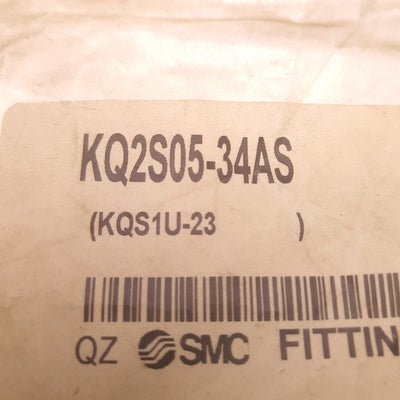 KQ2S05-34AS
(KQS1U-23 )
QZ SMC FITTIN